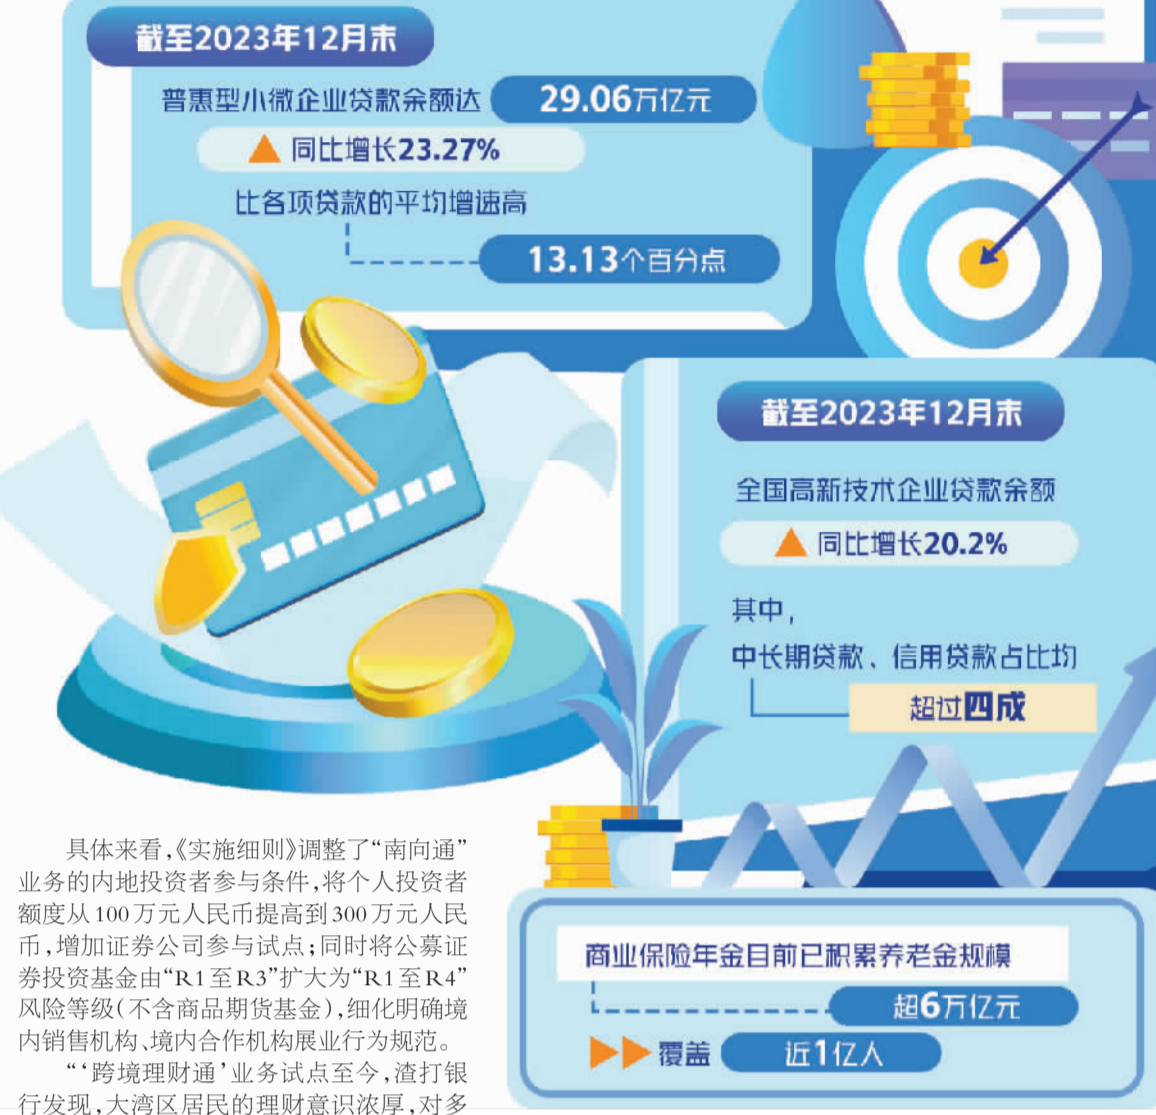 截至2023年12月末
普惠型小微企业贷款余额达 29.06万亿元
同比增长23.27%
比各项贷款的平均增速高
13.13个百分点
截至2023年12月末
全国高新技术企业贷款余额
同比增长20.2%
其中,
中长期贷款、信用贷款占比均
超过四成
商业保险年金目前已积累养老金规模
超6万亿元
覆盖 近1亿人
具体来看,《实施细则》调整了“南向通”
业务的内地投资者参与条件,将个人投资者
额度从100万元人民币提高到300万元人民
币,增加证券公司参与试点;同时将公募证
券投资基金由“R1至R3”扩大为“R1至R4”
风险等级(不含商品期货基金),细化明确境
内销售机构、境内合作机构展业行为规范。
“‘跨境理财通’业务试点至今,渣打银
行发现,大湾区居民的理财意识浓厚,对多